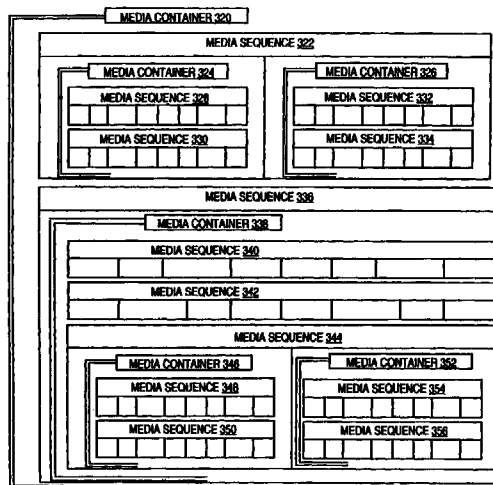 MEDIA CONTAINER 320
MEDIA SEQUENCE 322
MEDIA CONTAINER 324
MEDIA CONTAINER 326
MEDIA SEQUENCE 328
MEDIA SEQUENCE 332
MEDIA SEQUENCE 330
MEDIA SEQUENCE 334
MEDIA SEQUENCE 336
MEDIA CONTAINER 338
MEDIA SEQUENCE 340
MEDIA SEQUENCE 342
MEDIA SEQUENCE 344
MEDIA CONTAINER 346
MEDIA CONTAINER 352
MEDIA SEQUENCE 348
MEDIA SEQUENCE 354
MEDIA SEQUENCE 350
MEDIA SEQUENCE 356